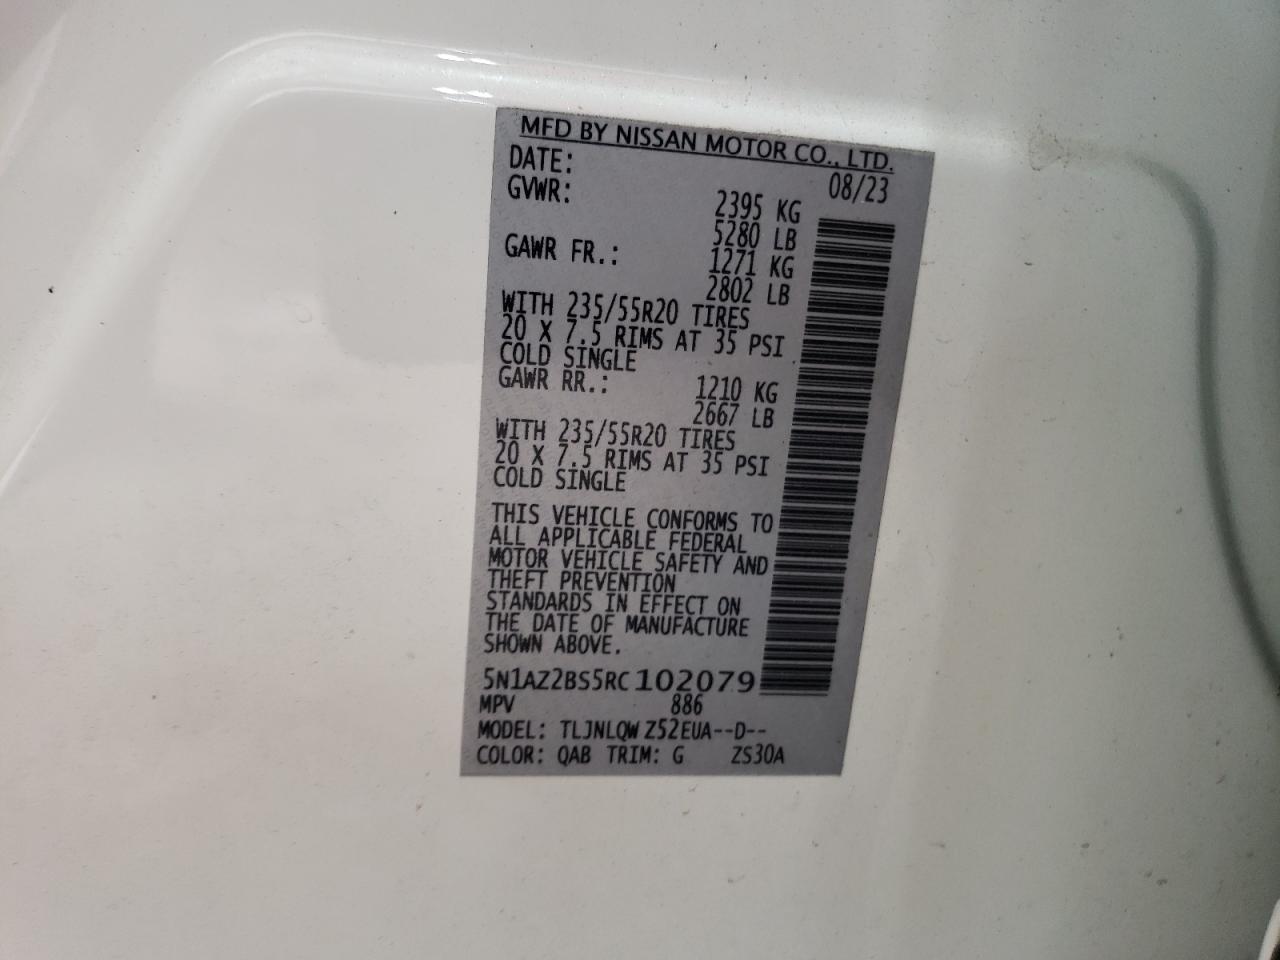 MFD BY NISSAN MOTOR CO., LTD.
DATE: 08/23
GVWR: 2395 KG
5280 LB
GAWR FR.: 1271 KG
2802 LB
WITH 235/55R20 TIRES
20 X 7.5 RIMS AT 35 PSI
COLD SINGLE
GAWR RR.: 1210 KG
2667 LB
WITH 235/55R20 TIRES
20 X 7.5 RIMS AT 35 PSI
COLD SINGLE
THIS VEHICLE CONFORMS TO
ALL APPLICABLE FEDERAL
MOTOR VEHICLE SAFETY AND
THEFT PREVENTION
STANDARDS IN EFFECT ON
THE DATE OF MANUFACTURE
SHOWN ABOVE.
5N1AZ2BS5RC102079
MPV 886
MODEL: TLJNLQW Z52EUA--D--
COLOR: QAB TRIM: G ZS30A